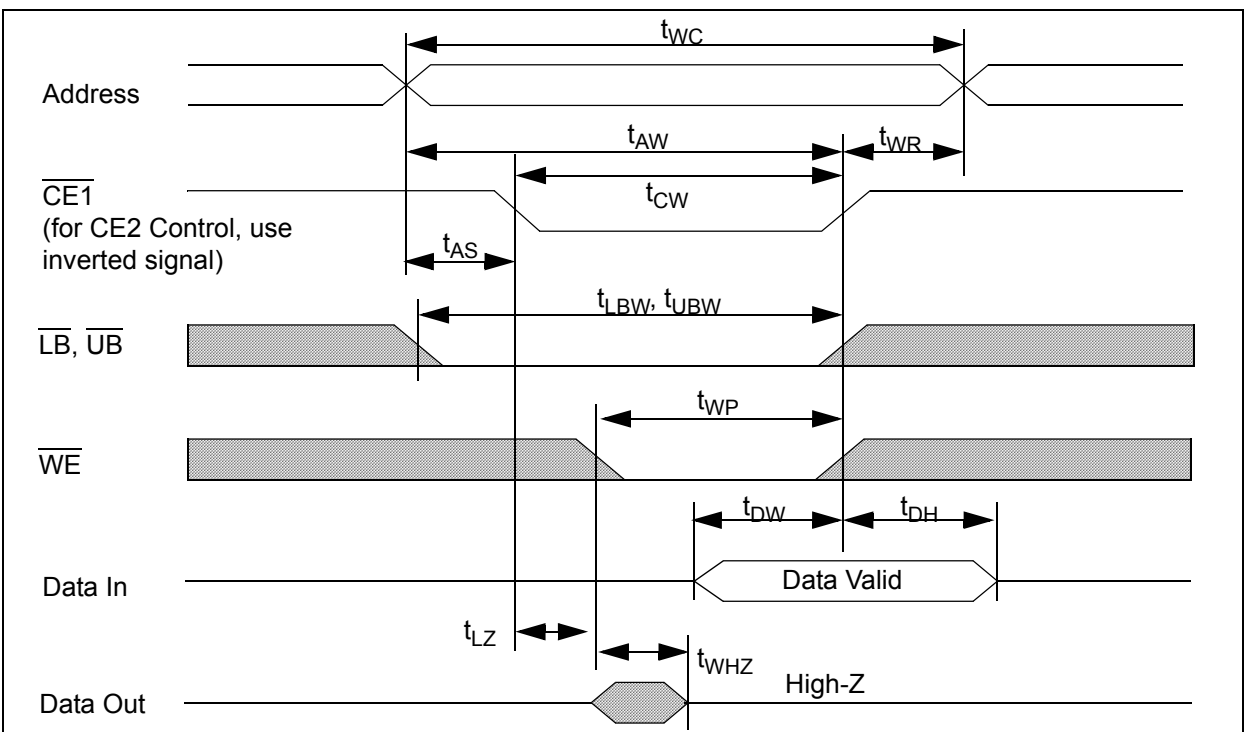 tWC
Address
tAW
tWR
CE1
(for CE2 Control, use
inverted signal)
tCW
tAS
tLBW, tUBW
LB, UB
tWP
WE
tDW
tDH
Data In
Data Valid
tLZ
tWHZ
High-Z
Data Out